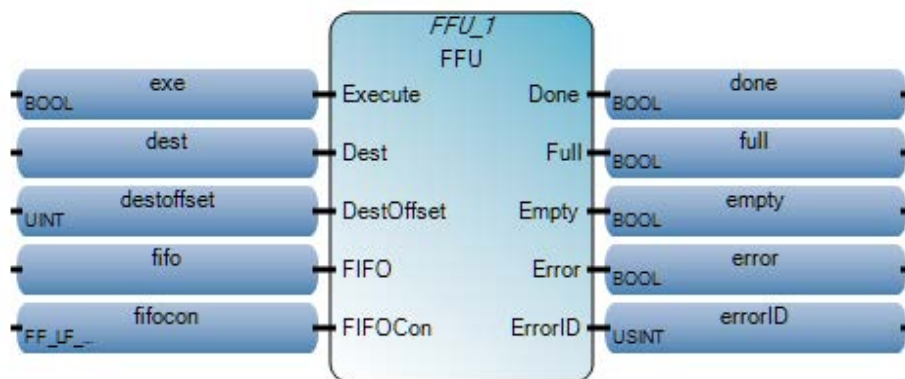 FFU_1
FFU
exe
BOOL
Execute
Done
done
BOOL
dest
Dest
Full
full
BOOL
destoffset
UINT
DestOffset
Empty
empty
BOOL
fifo
FIFO
Error
error
BOOL
fifocon
FF_LF_...
FIFOCon
ErrorID
errorID
USINT